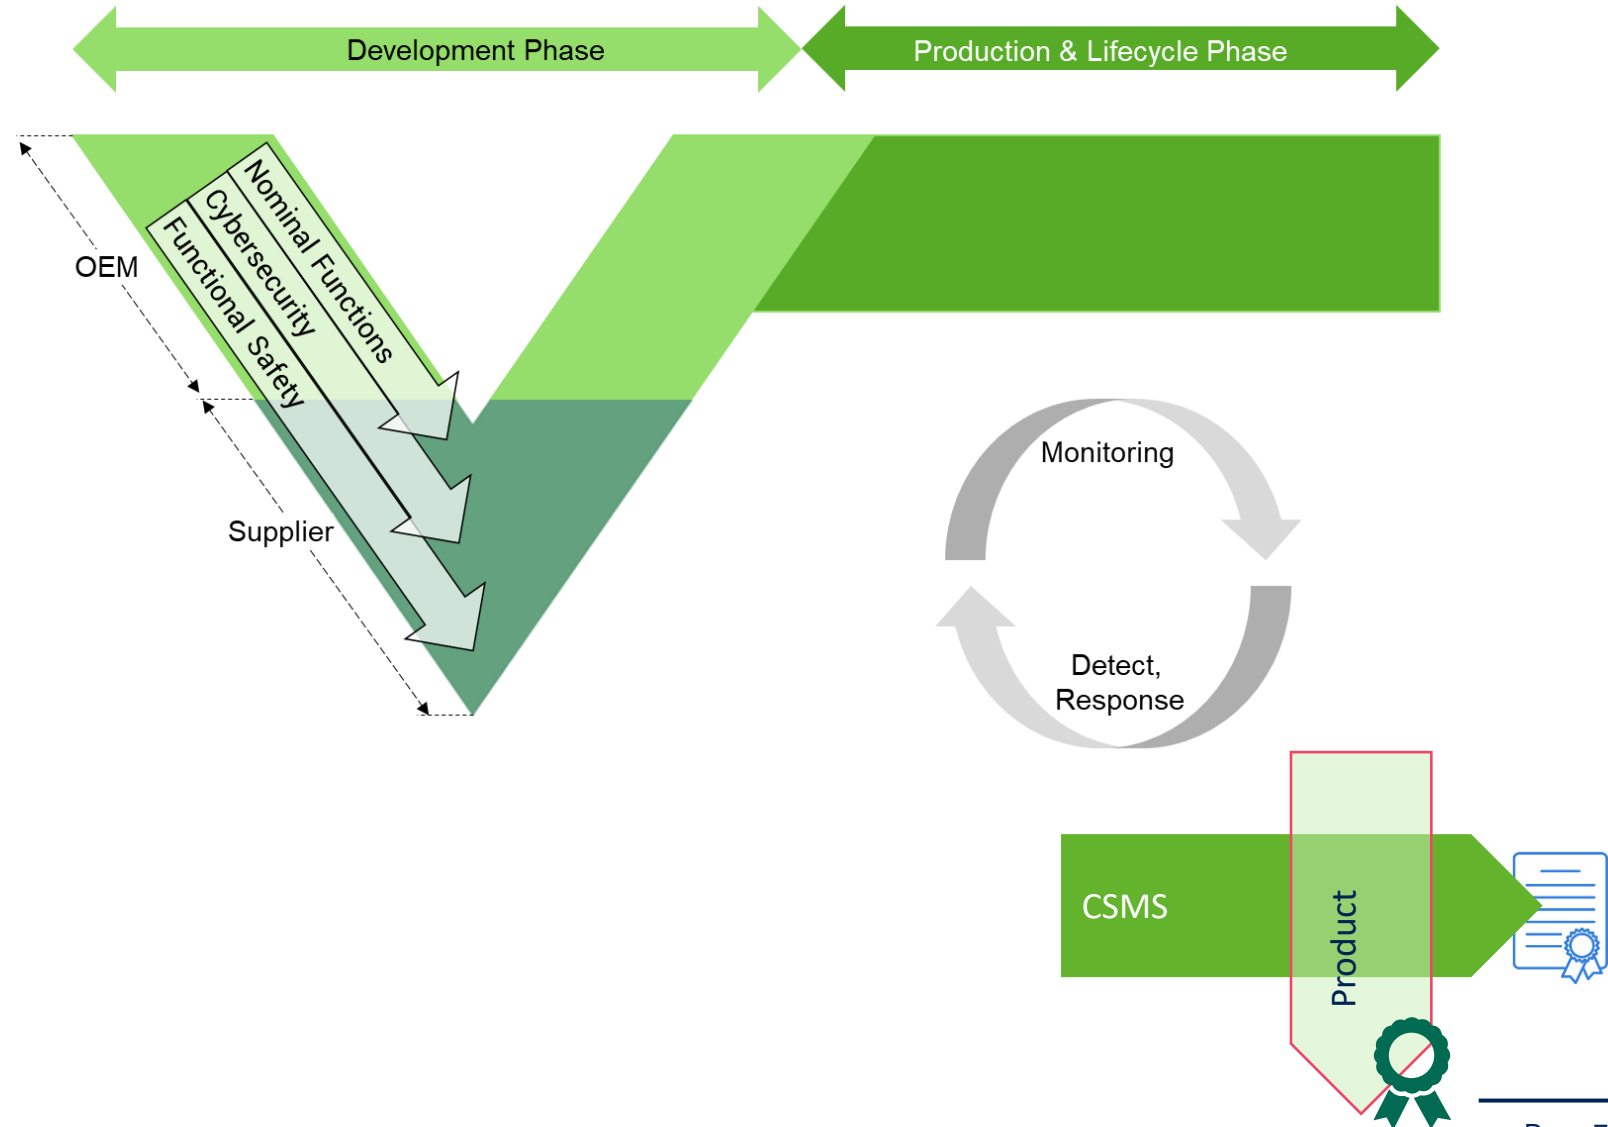 Development Phase
Production & Lifecycle Phase
Nominal Functions
Cybersecurity
Functional Safety
OEM
Supplier
Monitoring
Detect,
Response
CSMS
Product